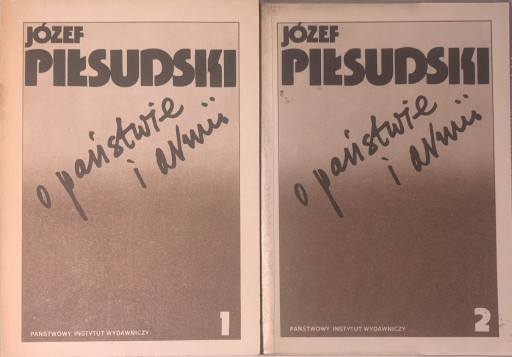 JÓZEF
PIŁSUDSKI
o państwie
i armii
PAŃSTWOWY INSTYTUT WYDAWNICZY
1
JÓZEF
PIŁSUDSKI
o państwie
i armii
PAŃSTWOWY INSTYTUT WYDAWNICZY
2